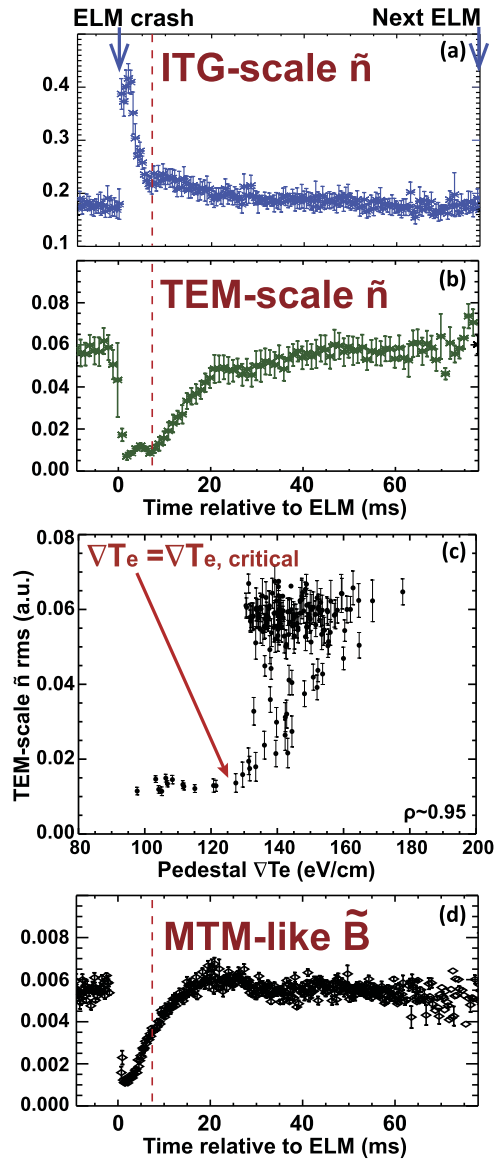 ELM crash
Next ELM
(a)
ITG-scale ñ
0.4
0.3
0.2
0.1
(b)
TEM-scale ñ
0.08
0.06
0.04
0.02
0.00
0 20 40 60
Time relative to ELM (ms)
(c)
∇Te =∇Te, critical
0.08
0.06
0.04
0.02
0.00
TEM-scale ñ rms (a.u.)
ρ~0.95
80 100 120 140 160 180 200
Pedestal ∇Te (eV/cm)
(d)
MTM-like B̃
0.008
0.006
0.004
0.002
0.000
0 20 40 60
Time relative to ELM (ms)